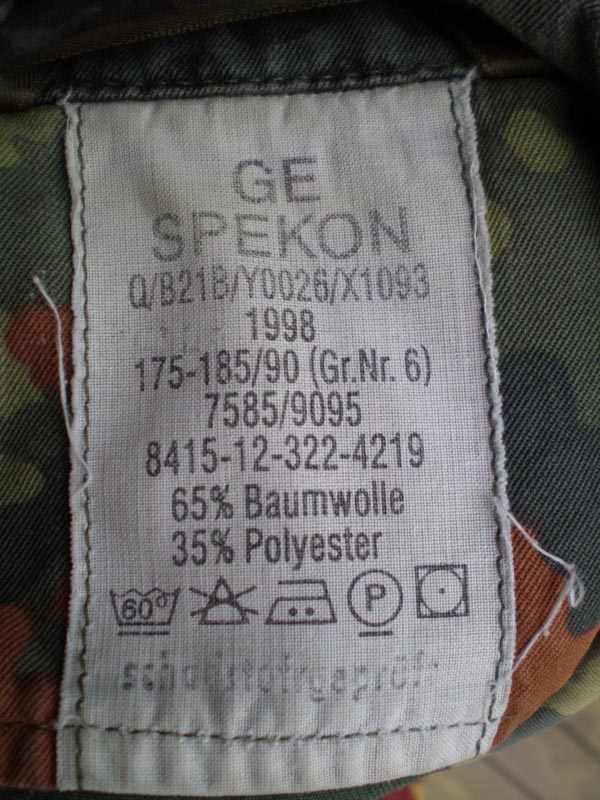 GE
SPEKON
Q/B21B/Y0026/X1093
1998
175-185/90 (Gr.Nr. 6)
7585/9095
8415-12-322-4219
65% Baumwolle
35% Polyester
60° P
schadstoffgeprüft